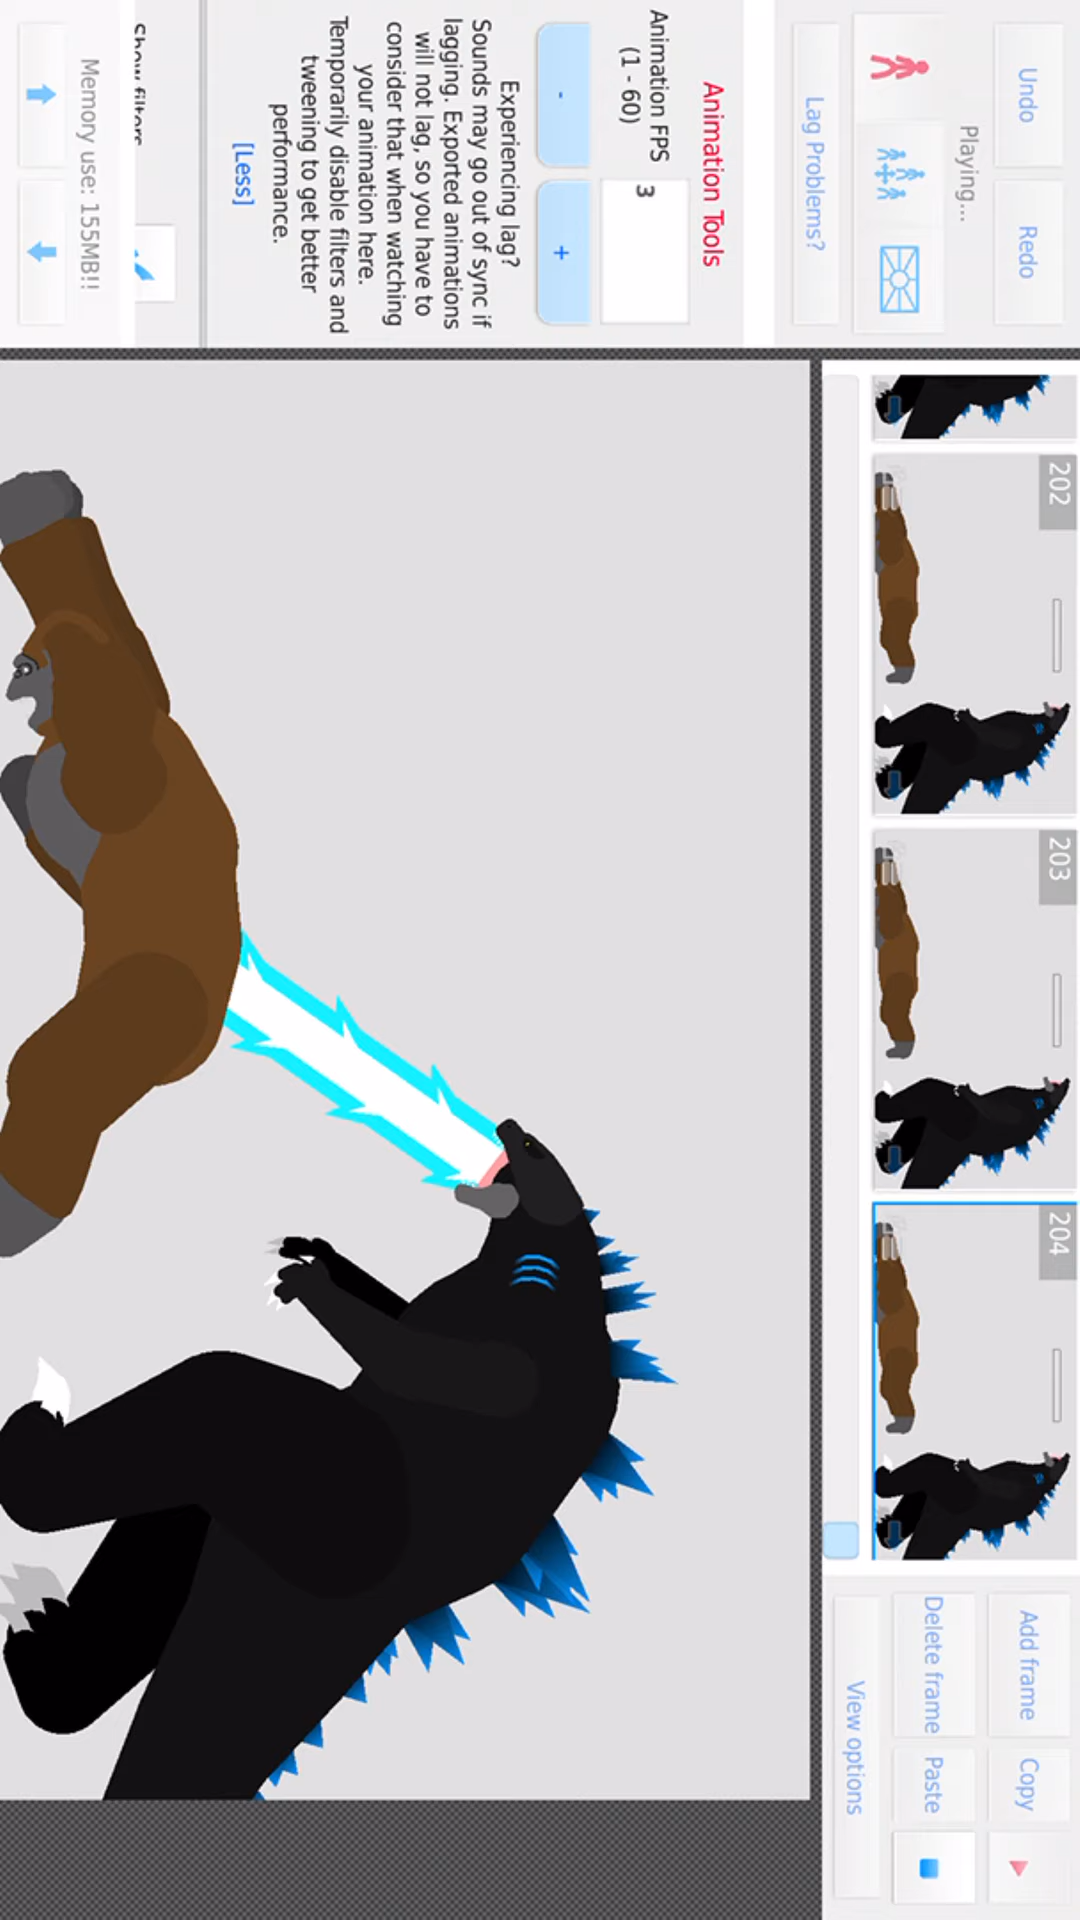 Undo
Redo
Playing...
Lag Problems?
Animation Tools
Animation FPS
(1 - 60)
3
-
+
Experiencing lag?
Sounds may go out of sync if
lagging. Exported animations
will not lag, so you have to
consider that when watching
your animation here.
Temporarily disable filters and
tweening to get better
performance.
[Less]
Show filters
Memory use: 155MB!!
202
203
204
Add frame
Copy
Delete frame
Paste
View options